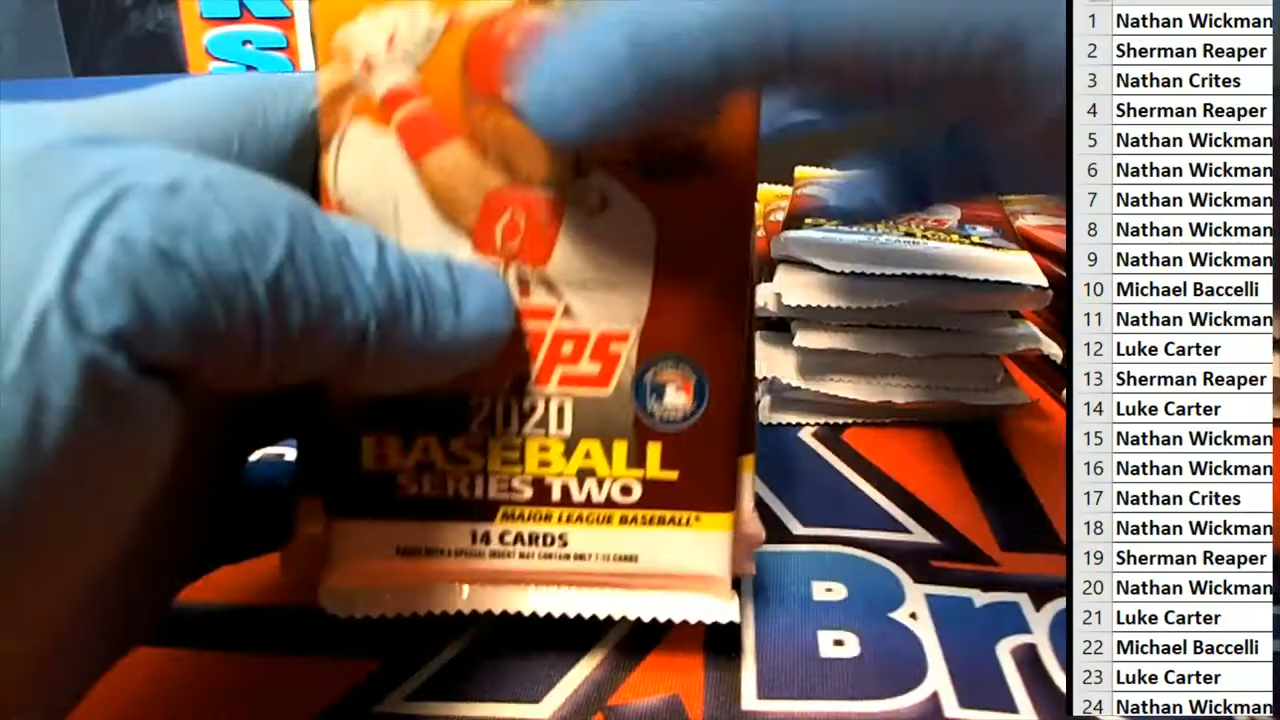 S
TOPPS
2020
BASEBALL
SERIES TWO
MAJOR LEAGUE BASEBALL
14 CARDS
14 CARDS
Bre
1 Nathan Wickman
2 Sherman Reaper
3 Nathan Crites
4 Sherman Reaper
5 Nathan Wickman
6 Nathan Wickman
7 Nathan Wickman
8 Nathan Wickman
9 Nathan Wickman
10 Michael Baccelli
11 Nathan Wickman
12 Luke Carter
13 Sherman Reaper
14 Luke Carter
15 Nathan Wickman
16 Nathan Wickman
17 Nathan Crites
18 Nathan Wickman
19 Sherman Reaper
20 Nathan Wickman
21 Luke Carter
22 Michael Baccelli
23 Luke Carter
24 Nathan Wickman